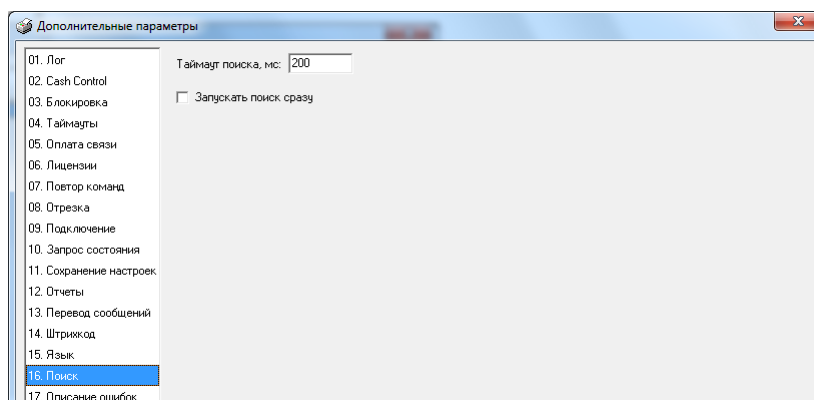 Дополнительные параметры
01. Лог
Таймаут поиска, мс: 200
02. Cash Control
03. Блокировка
Запускать поиск сразу
04. Таймауты
05. Оплата связи
06. Лицензии
07. Повтор команд
08. Отрезка
09. Подключение
10. Запрос состояния
11. Сохранение настроек
12. Отчеты
13. Перевод сообщений
14. Штрихкод
15. Язык
16. Поиск
17. Описание ошибок